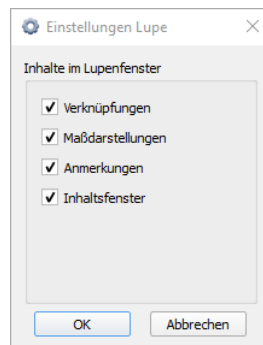 Einstellungen Lupe
Inhalte im Lupenfenster
Verknüpfungen
Maßdarstellungen
Anmerkungen
Inhaltsfenster
OK Abbrechen